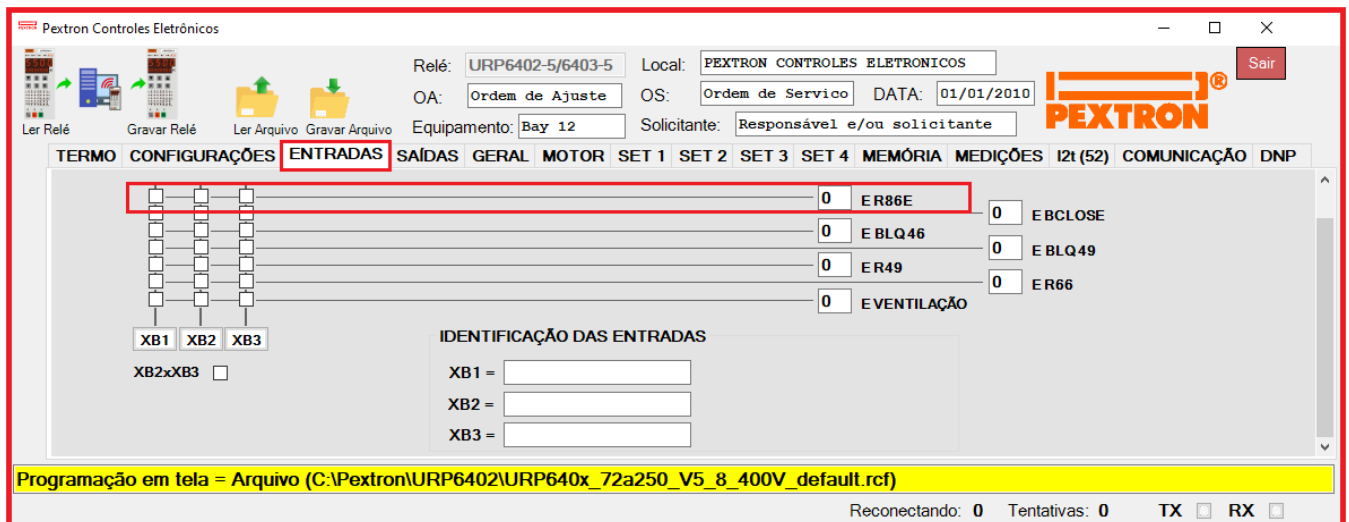 Pextron Controles Eletrônicos
Relé: URP6402-5/6403-5 Local: PEXTRON CONTROLES ELETRONICOS Sair
OA: Ordem de Ajuste OS: Ordem de Servico DATA: 01/01/2010
PEXTRON ®
Ler Relé Gravar Relé Ler Arquivo Gravar Arquivo Equipamento: Bay 12 Solicitante: Responsável e/ou solicitante
TERMO CONFIGURAÇÕES ENTRADAS SAÍDAS GERAL MOTOR SET 1 SET 2 SET 3 SET 4 MEMÓRIA MEDIÇÕES I2t (52) COMUNICAÇÃO DNP
0 E R86E
0 E BCLOSE
0 E BLQ46
0 E BLQ49
0 E R49
0 E R66
0 E VENTILAÇÃO
XB1 XB2 XB3
IDENTIFICAÇÃO DAS ENTRADAS
XB2xXB3
XB1 =
XB2 =
XB3 =
Programação em tela = Arquivo (C:\Pextron\URP6402\URP640x_72a250_V5_8_400V_default.rcf)
Reconectando: 0 Tentativas: 0 TX RX